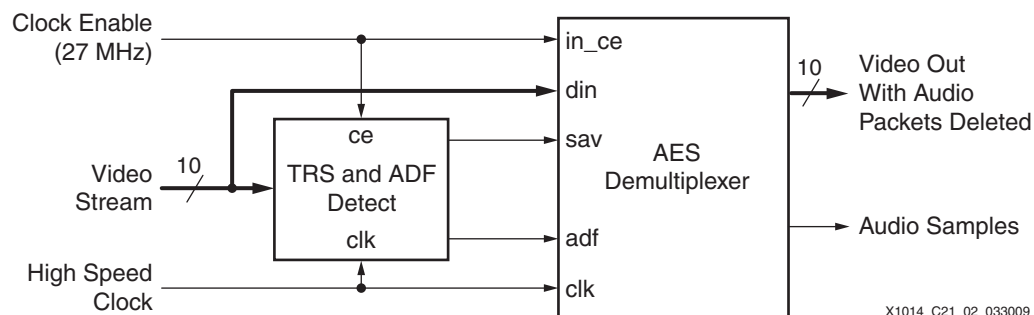 Clock Enable
(27 MHz)
in_ce
10
Video Out
With Audio
Packets Deleted
din
ce
sav
AES
Demultiplexer
Video
Stream
10
TRS and ADF
Detect
clk
adf
Audio Samples
High Speed
Clock
clk
X1014_C21_02_033009